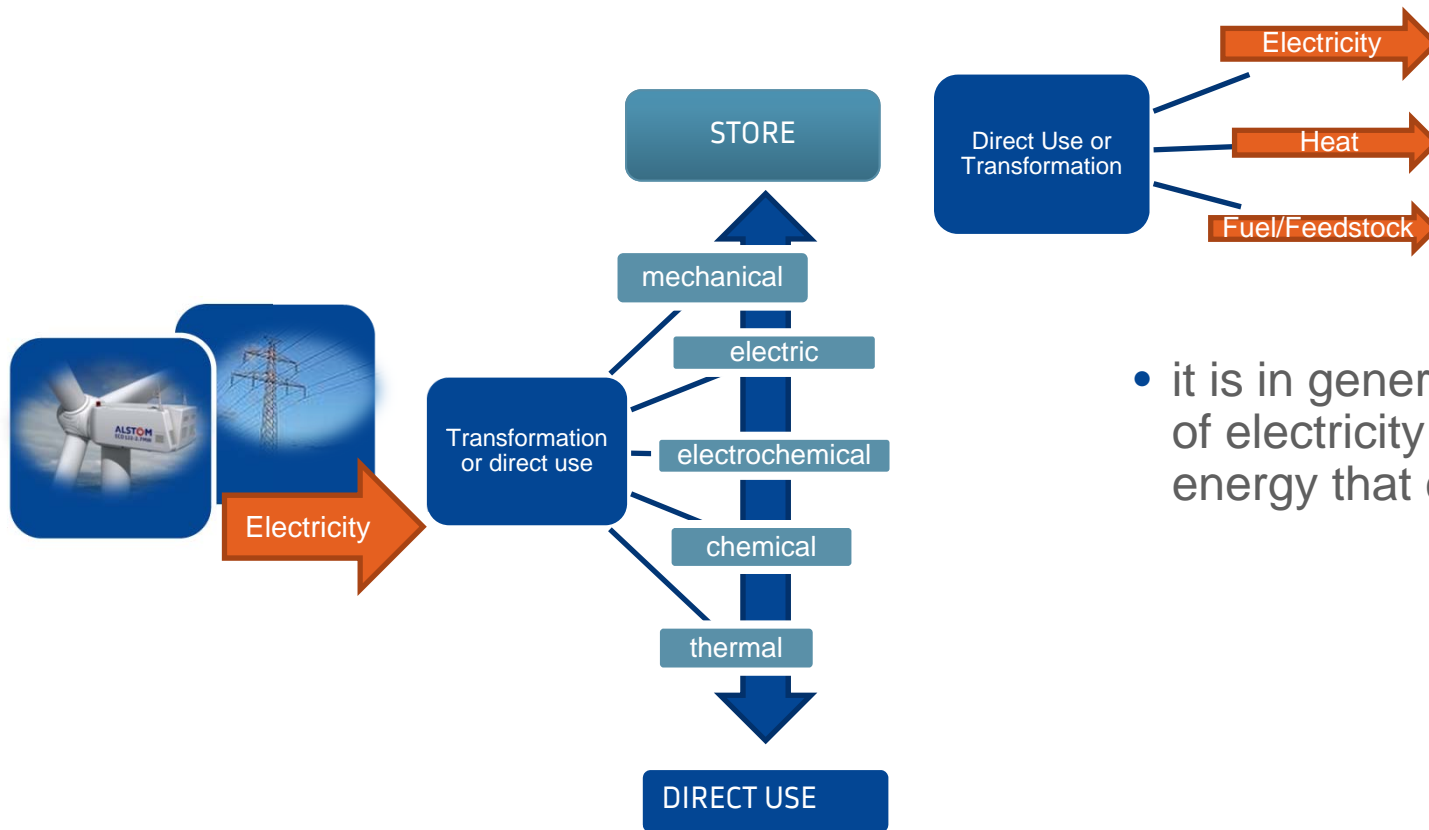 Electricity
STORE
Direct Use or
Transformation
Heat
Fuel/Feedstock
mechanical
electric
Transformation
or direct use
electrochemical
chemical
thermal
ALSTOM
Electricity
• it is in gener
of electricity
energy that
DIRECT USE